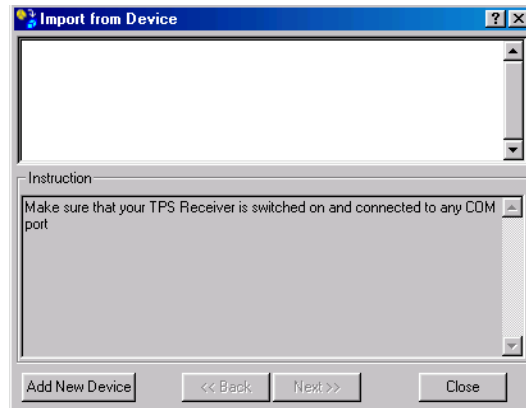 Import from Device
Instruction
Make sure that your TPS Receiver is switched on and connected to any COM
port
Add New Device
<< Back
Next >>
Close